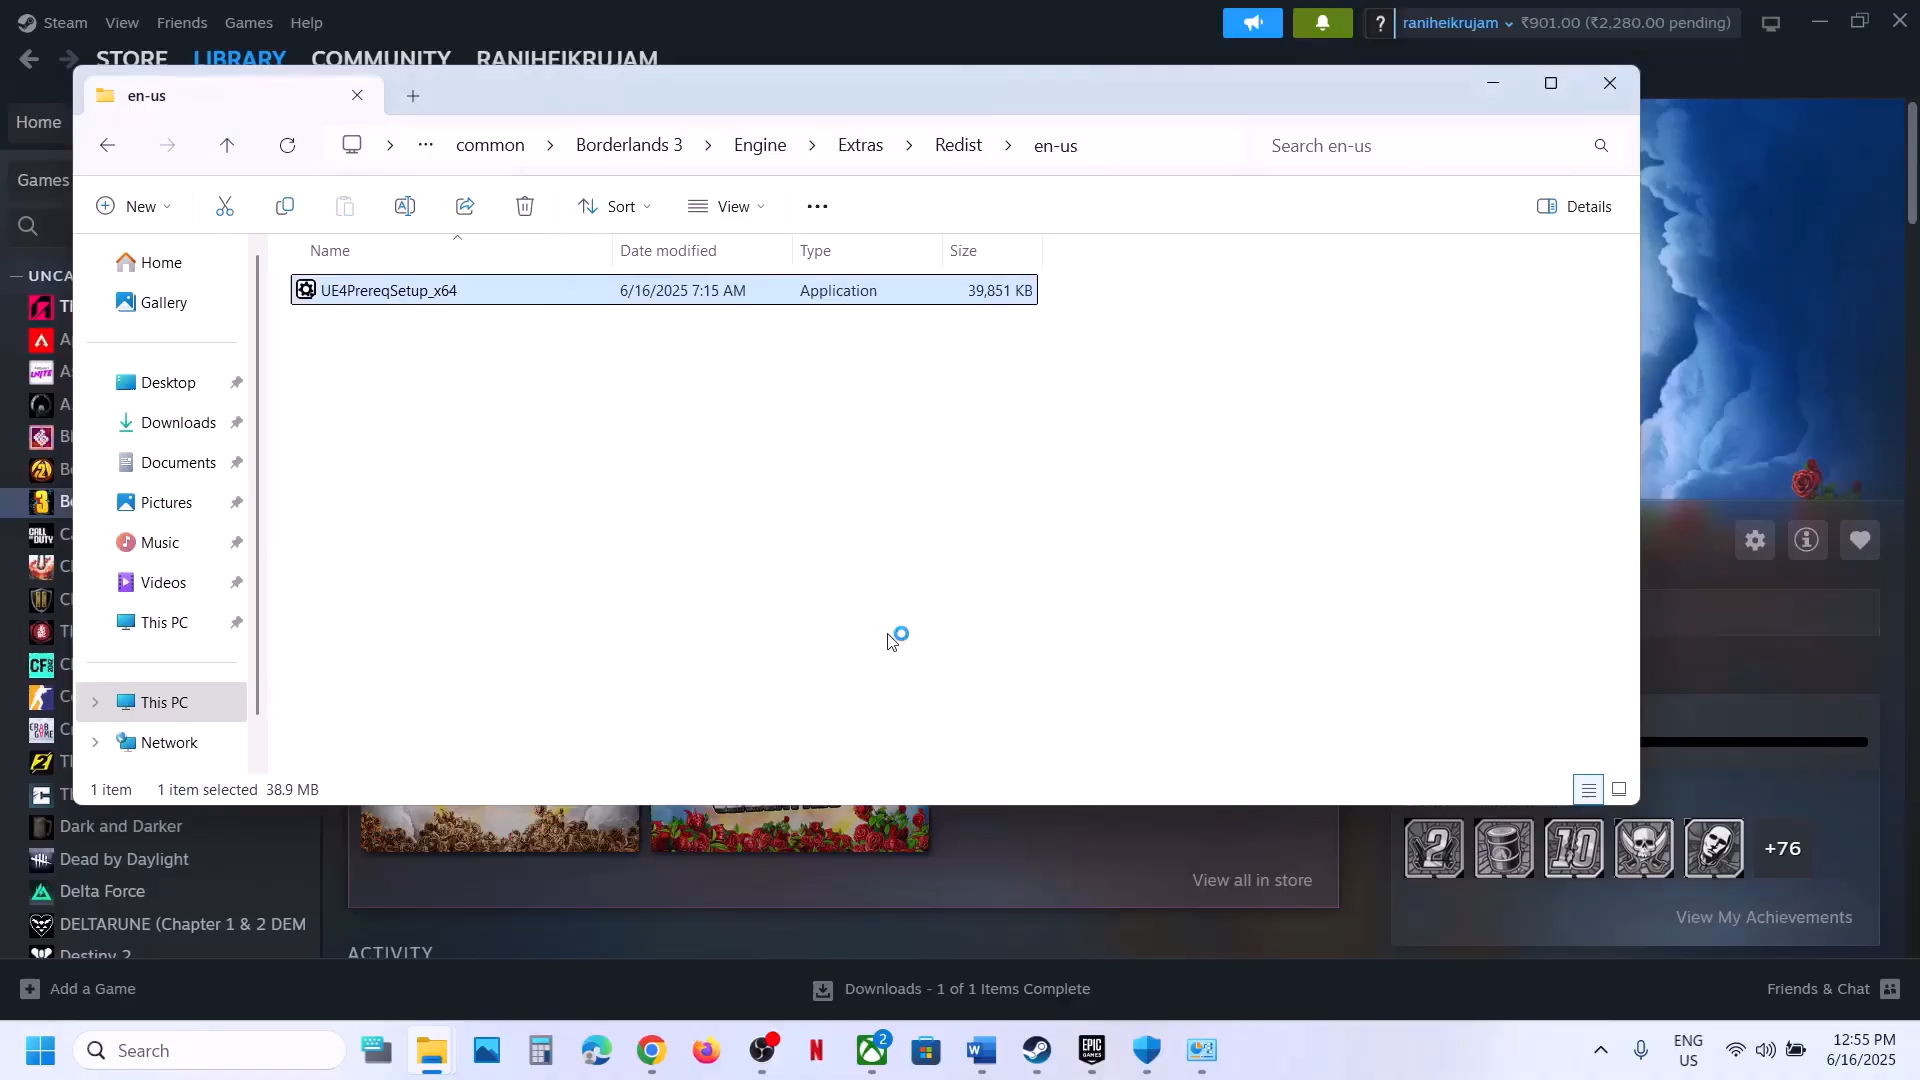 Steam View Friends Games Help
? raniheikrujam ₹901.00 (₹2,280.00 pending)
STORE LIBRARY COMMUNITY RANIHEIKRUJAM
en-us
Home
common Borderlands 3 Engine Extras Redist en-us Search en-us
Games
New Sort View Details
Name Date modified Type Size
Home
UE4PrereqSetup_x64 6/16/2025 7:15 AM Application 39,851 KB
Gallery
Desktop
Downloads
Documents
Pictures
Music
Videos
This PC
This PC
Network
1 item 1 item selected 38.9 MB
Dark and Darker
Dead by Daylight
Delta Force
DELTARUNE (Chapter 1 & 2 DEM
Destiny 2
+76
View all in store
View My Achievements
ACTIVITY
Add a Game Downloads - 1 of 1 Items Complete Friends & Chat
Search
2
ENG
US
12:55 PM
6/16/2025